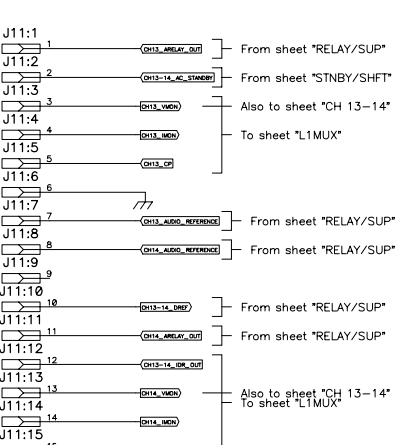 J11:1
1 CH13_ARELAY_OUT From sheet "RELAY/SUP"
J11:2
2 CH13-14_AC_STANDBY From sheet "STNBY/SHFT"
J11:3
3 CH13_VMON Also to sheet "CH 13-14"
J11:4
4 CH13_IMON To sheet "L1MUX"
J11:5
5 CH13_CP
J11:6
6
J11:7
7 CH13_AUDIO_REFERENCE From sheet "RELAY/SUP"
J11:8
8 CH14_AUDIO_REFERENCE From sheet "RELAY/SUP"
J11:9
9
J11:10
10 CH13-14_DREF From sheet "RELAY/SUP"
J11:11
11 CH14_ARELAY_OUT From sheet "RELAY/SUP"
J11:12
12 CH13-14_IDR_OUT
J11:13
13 CH14_VMON Also to sheet "CH 13-14"
To sheet "L1MUX"
J11:14
14 CH14_IMON
J11:15